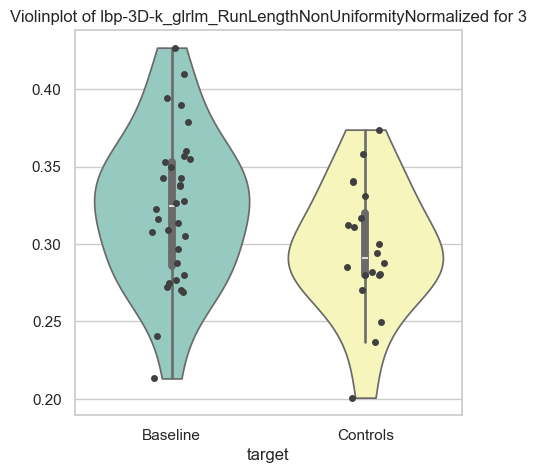 Violinplot of lbp-3D-k_glrlm_RunLengthNonUniformityNormalized for 3
0.40
0.35
0.30
0.25
0.20
Baseline
Controls
target